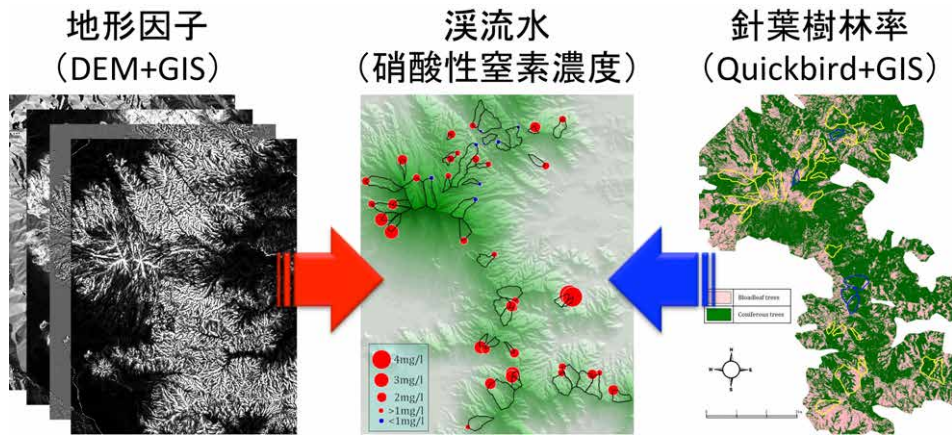 地形因子
（DEM+GIS）
渓流水
（硝酸性窒素濃度）
針葉樹林率
（Quickbird+GIS）
4mg/l
3mg/l
2mg/l
>1mg/l
<1mg/l
Bloadleaf trees
Coniferous trees
N
W
E
S